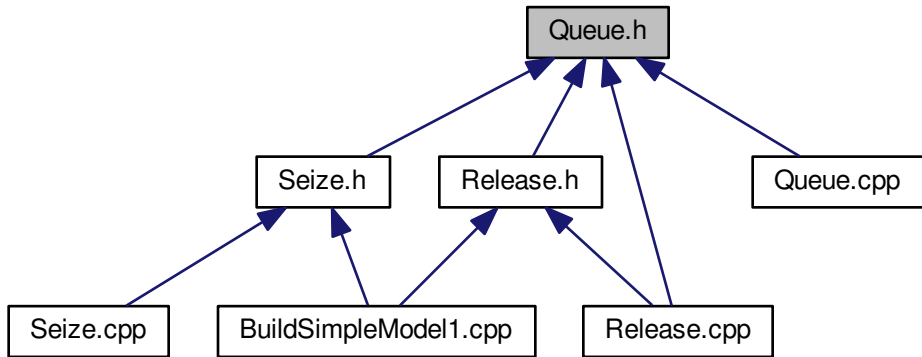 Queue.h
Seize.h
Release.h
Queue.cpp
Seize.cpp
BuildSimpleModel1.cpp
Release.cpp